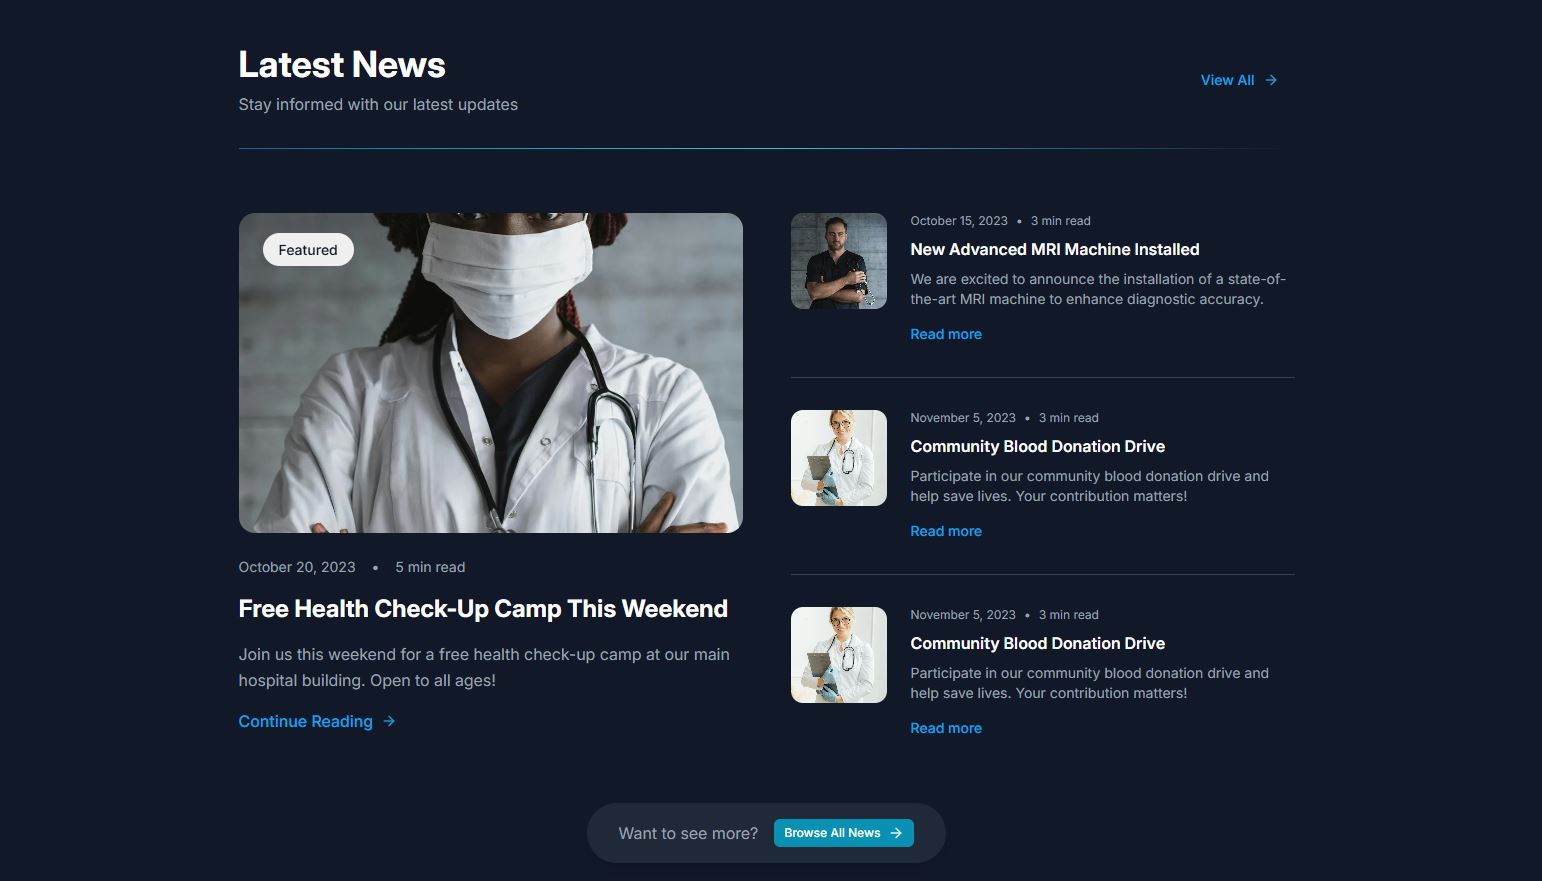 Latest News
Stay informed with our latest updates
View All
Featured
October 20, 2023 • 5 min read
Free Health Check-Up Camp This Weekend
Join us this weekend for a free health check-up camp at our main
hospital building. Open to all ages!
Continue Reading
October 15, 2023 • 3 min read
New Advanced MRI Machine Installed
We are excited to announce the installation of a state-of-
the-art MRI machine to enhance diagnostic accuracy.
Read more
November 5, 2023 • 3 min read
Community Blood Donation Drive
Participate in our community blood donation drive and
help save lives. Your contribution matters!
Read more
November 5, 2023 • 3 min read
Community Blood Donation Drive
Participate in our community blood donation drive and
help save lives. Your contribution matters!
Read more
Want to see more?
Browse All News